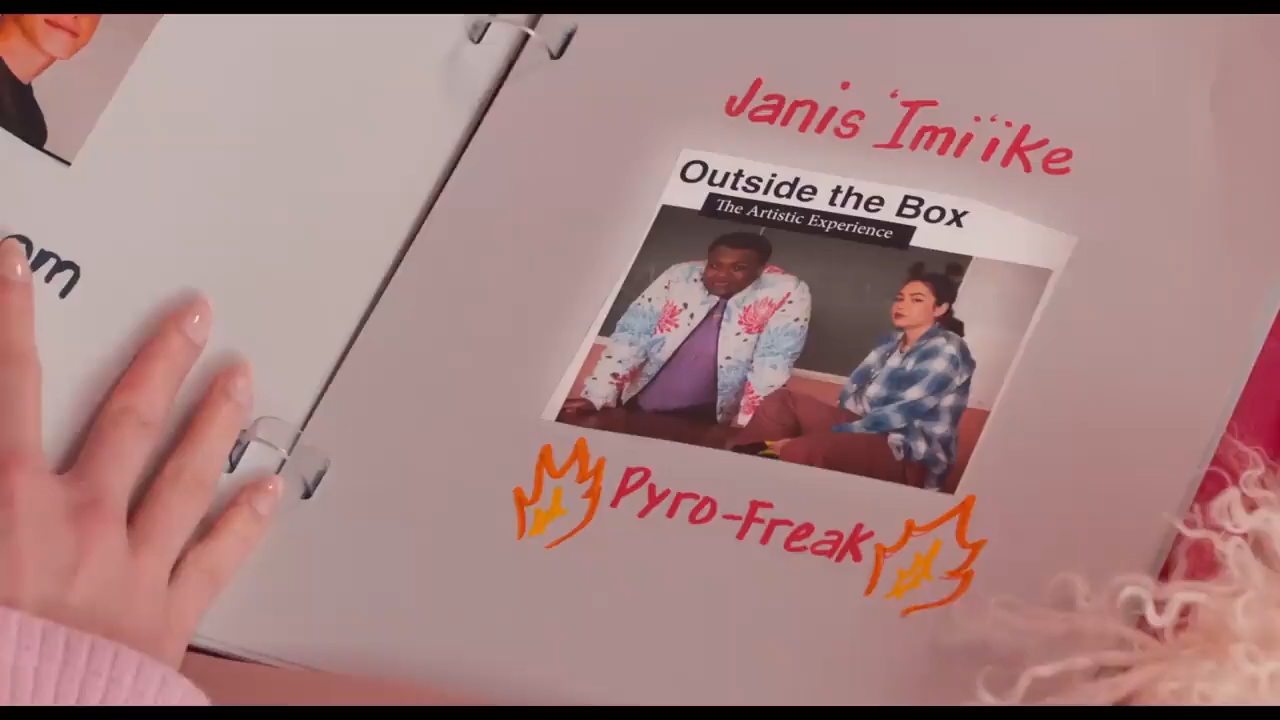 Janis 'Imi'iKe
Outside the Box
The Artistic Experience
Pyro-Freak